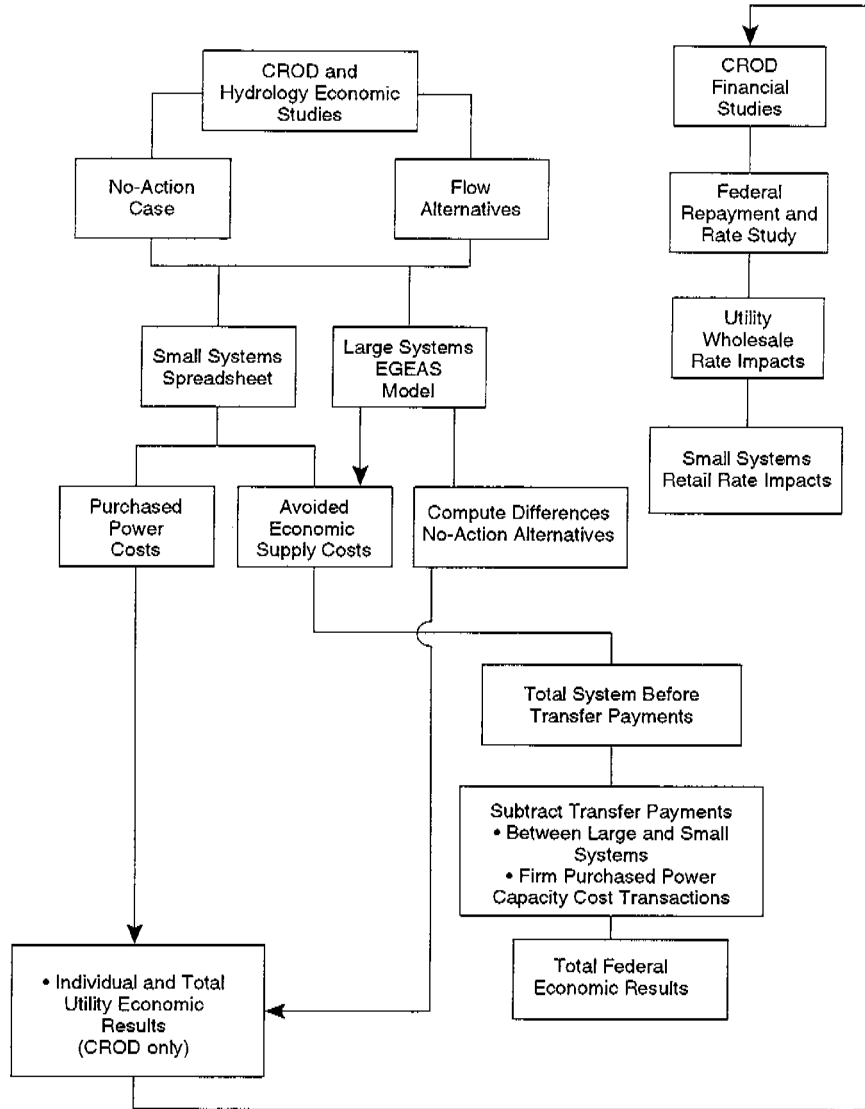 CROD and
Hydrology Economic
Studies
No-Action
Case
Flow
Alternatives
Small Systems
Spreadsheet
Large Systems
EGEAS
Model
Purchased
Power
Costs
Avoided
Economic
Supply Costs
Compute Differences
No-Action Alternatives
Total System Before
Transfer Payments
Subtract Transfer Payments
• Between Large and Small
Systems
• Firm Purchased Power
Capacity Cost Transactions
Total Federal
Economic Results
• Individual and Total
Utility Economic
Results
(CROD only)
CROD
Financial
Studies
Federal
Repayment and
Rate Study
Utility
Wholesale
Rate Impacts
Small Systems
Retail Rate Impacts